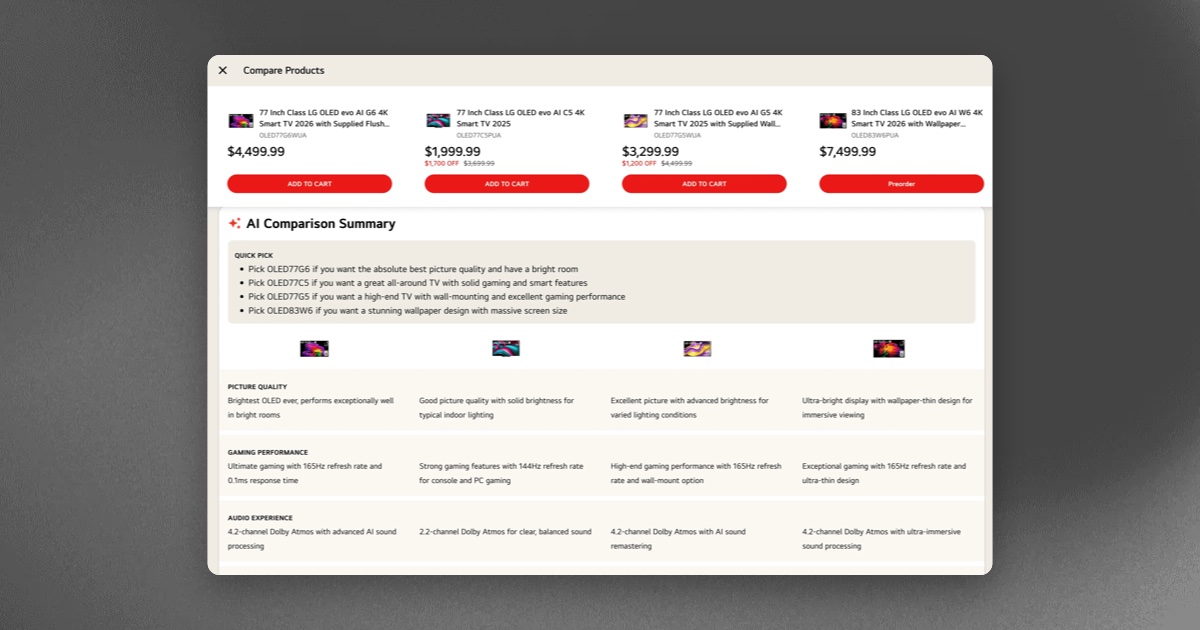 Compare Products
77 Inch Class LG OLED evo AI G6 4K
Smart TV 2026 with Supplied Flush...
OLED77G6WUA
$4,499.99
ADD TO CART
77 Inch Class LG OLED evo AI C5 4K
Smart TV 2025
OLED77C5PUA
$1,999.99
$1,700 OFF $3,699.99
ADD TO CART
77 Inch Class LG OLED evo AI G5 4K
Smart TV 2025 with Supplied Wall...
OLED77G5WUA
$3,299.99
$1,200 OFF $4,499.99
ADD TO CART
83 Inch Class LG OLED evo AI W6 4K
Smart TV 2026 with Wallpaper...
OLED83W6PUA
$7,499.99
Preorder
AI Comparison Summary
QUICK PICK
• Pick OLED77G6 if you want the absolute best picture quality and have a bright room
• Pick OLED77C5 if you want a great all-around TV with solid gaming and smart features
• Pick OLED77G5 if you want a high-end TV with wall-mounting and excellent gaming performance
• Pick OLED83W6 if you want a stunning wallpaper design with massive screen size
PICTURE QUALITY
Brightest OLED ever, performs exceptionally well
in bright rooms
Good picture quality with solid brightness for
typical indoor lighting
Excellent picture with advanced brightness for
varied lighting conditions
Ultra-bright display with wallpaper-thin design for
immersive viewing
GAMING PERFORMANCE
Ultimate gaming with 165Hz refresh rate and
0.1ms response time
Strong gaming features with 144Hz refresh rate
for console and PC gaming
High-end gaming performance with 165Hz refresh
rate and wall-mount option
Exceptional gaming with 165Hz refresh rate and
ultra-thin design
AUDIO EXPERIENCE
4.2-channel Dolby Atmos with advanced AI sound
processing
2.2-channel Dolby Atmos for clear, balanced sound
4.2-channel Dolby Atmos with AI sound
remastering
4.2-channel Dolby Atmos with ultra-immersive
sound processing